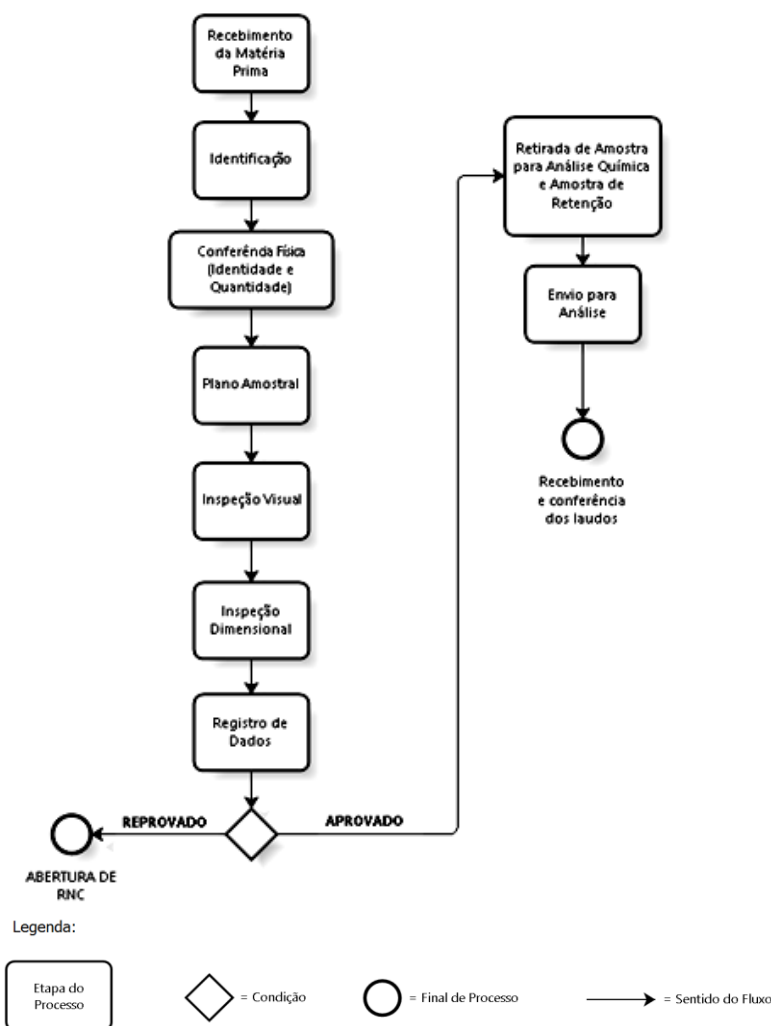 Recebimento
da Matéria
Prima
Identificação
Conferência Física
(Identidade e
Quantidade)
Plano Amostral
Inspeção Visual
Inspeção
Dimensional
Registro de
Dados
REPROVADO
APROVADO
ABERTURA DE
RNC
Retirada de Amostra
para Análise Química
e Amostra de
Retenção
Envio para
Análise
Recebimento
e conferência
dos laudos
Legenda:
Etapa do
Processo
= Condição
= Final de Processo
= Sentido do Fluxo